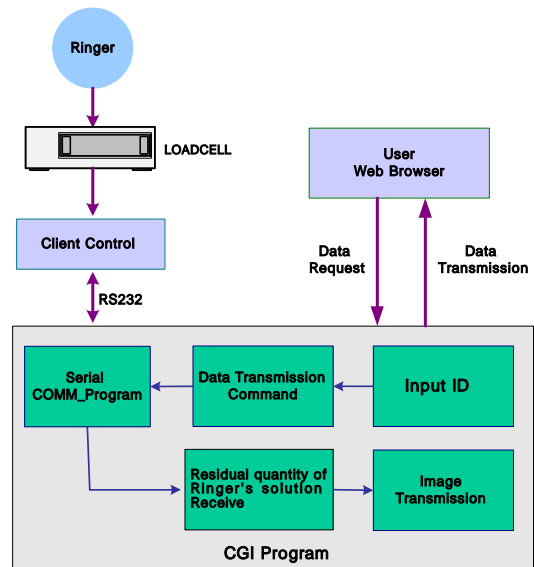 Ringer
LOADCELL
User
Web Browser
Client Control
Data
Request
Data
Transmission
RS232
Serial
COMM_Program
Data Transmission
Command
Input ID
Residual quantity of
Ringer's solution
Receive
Image
Transmission
CGI Program